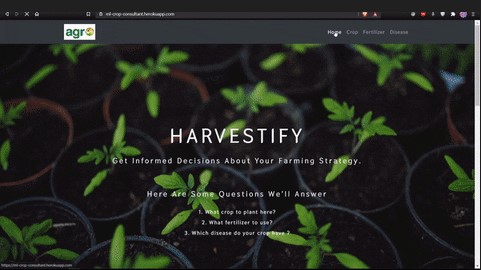 ml-crop-consultant.herokuapp.com
agro
Home Crop Fertilizer Disease
HARVESTIFY
Get Informed Decisions About Your Farming Strategy.
Here Are Some Questions We'll Answer
1. What crop to plant here?
2. What fertilizer to use?
3. Which disease do your crop have ?
https://ml-crop-consultant.herokuapp.com